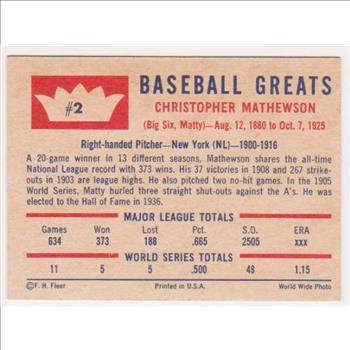 #2
BASEBALL GREATS
CHRISTOPHER MATHEWSON
(Big Six, Matty)—Aug. 12, 1880 to Oct. 7, 1925
Right-handed Pitcher—New York (NL)—1900-1916
A 20-game winner in 13 different seasons, Mathewson shares the all-time
National League record with 373 wins. His 37 victories in 1908 and 267 strike-
outs in 1903 are league highs. He also pitched two no-hit games. In the 1905
World Series, Matty hurled three straight shut-outs against the A's. He was
elected to the Hall of Fame in 1936.
MAJOR LEAGUE TOTALS
Games Won Lost Pct. S.O. ERA
634 373 188 .665 2505 xxx
WORLD SERIES TOTALS
11 5 5 .500 48 1.15
©F. H. Fleer Printed in U.S.A. World Wide Photo